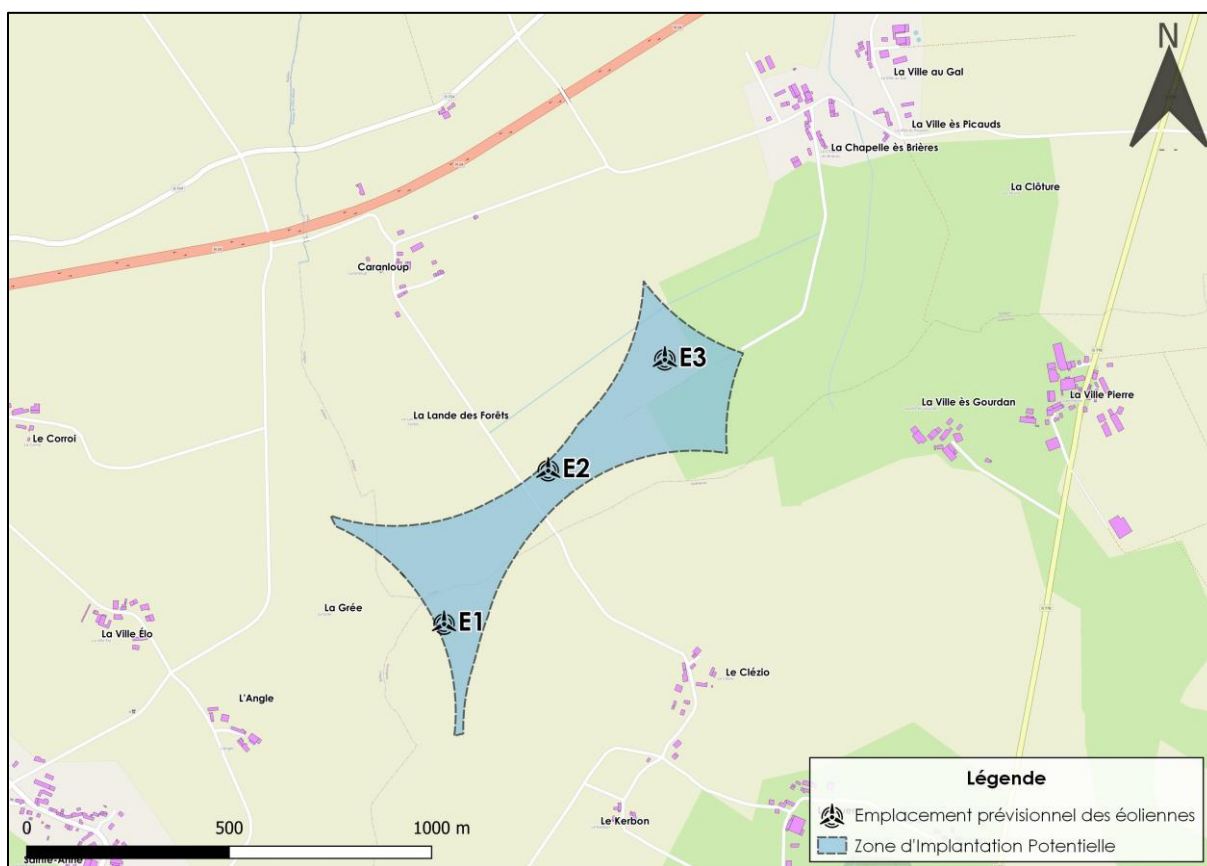 N
La Ville au Gal
La Ville ès Picauds
La Chapelle ès Brières
La Clôture
Caranloup
La Lande des Forêts
E3
La Ville ès Gourdan
La Ville Pierre
Le Corroi
E2
La Grée
E1
La Ville Élo
Le Clézio
L'Angle
Le Kerbon
Sainte-Anne
0 500 1000 m
Légende
Emplacement prévisionnel des éoliennes
Zone d'Implantation Potentielle